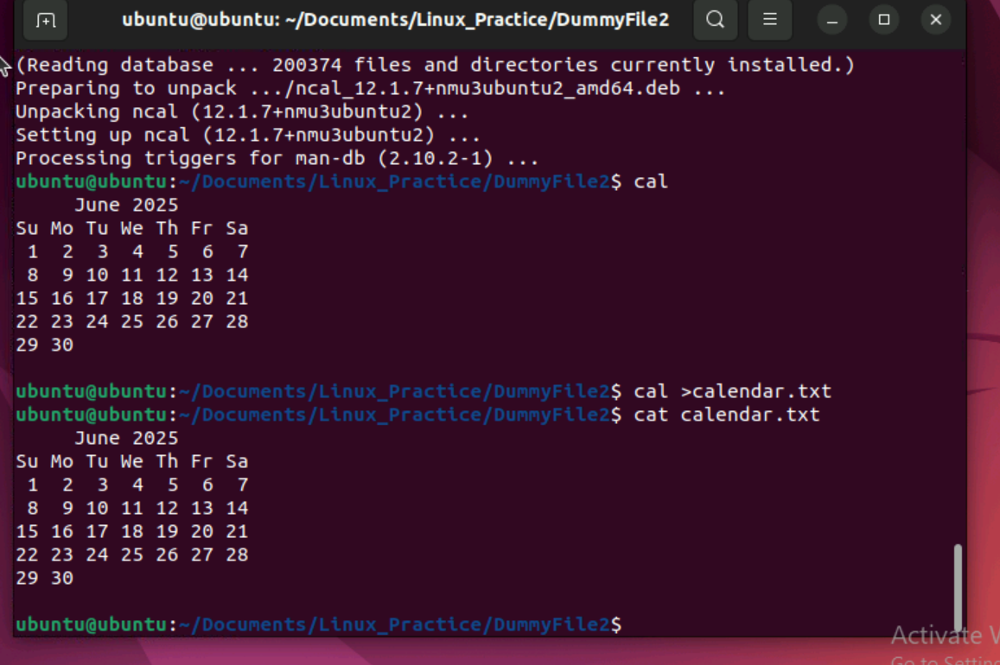 ubuntu@ubuntu: ~/Documents/Linux_Practice/DummyFile2
(Reading database ... 200374 files and directories currently installed.)
Preparing to unpack .../ncal_12.1.7+nmu3ubuntu2_amd64.deb ...
Unpacking ncal (12.1.7+nmu3ubuntu2) ...
Setting up ncal (12.1.7+nmu3ubuntu2) ...
Processing triggers for man-db (2.10.2-1) ...
ubuntu@ubuntu:~/Documents/Linux_Practice/DummyFile2$ cal
     June 2025
Su Mo Tu We Th Fr Sa
 1  2  3  4  5  6  7
 8  9 10 11 12 13 14
15 16 17 18 19 20 21
22 23 24 25 26 27 28
29 30
ubuntu@ubuntu:~/Documents/Linux_Practice/DummyFile2$ cal >calendar.txt
ubuntu@ubuntu:~/Documents/Linux_Practice/DummyFile2$ cat calendar.txt
     June 2025
Su Mo Tu We Th Fr Sa
 1  2  3  4  5  6  7
 8  9 10 11 12 13 14
15 16 17 18 19 20 21
22 23 24 25 26 27 28
29 30
ubuntu@ubuntu:~/Documents/Linux_Practice/DummyFile2$
Activate
Go to